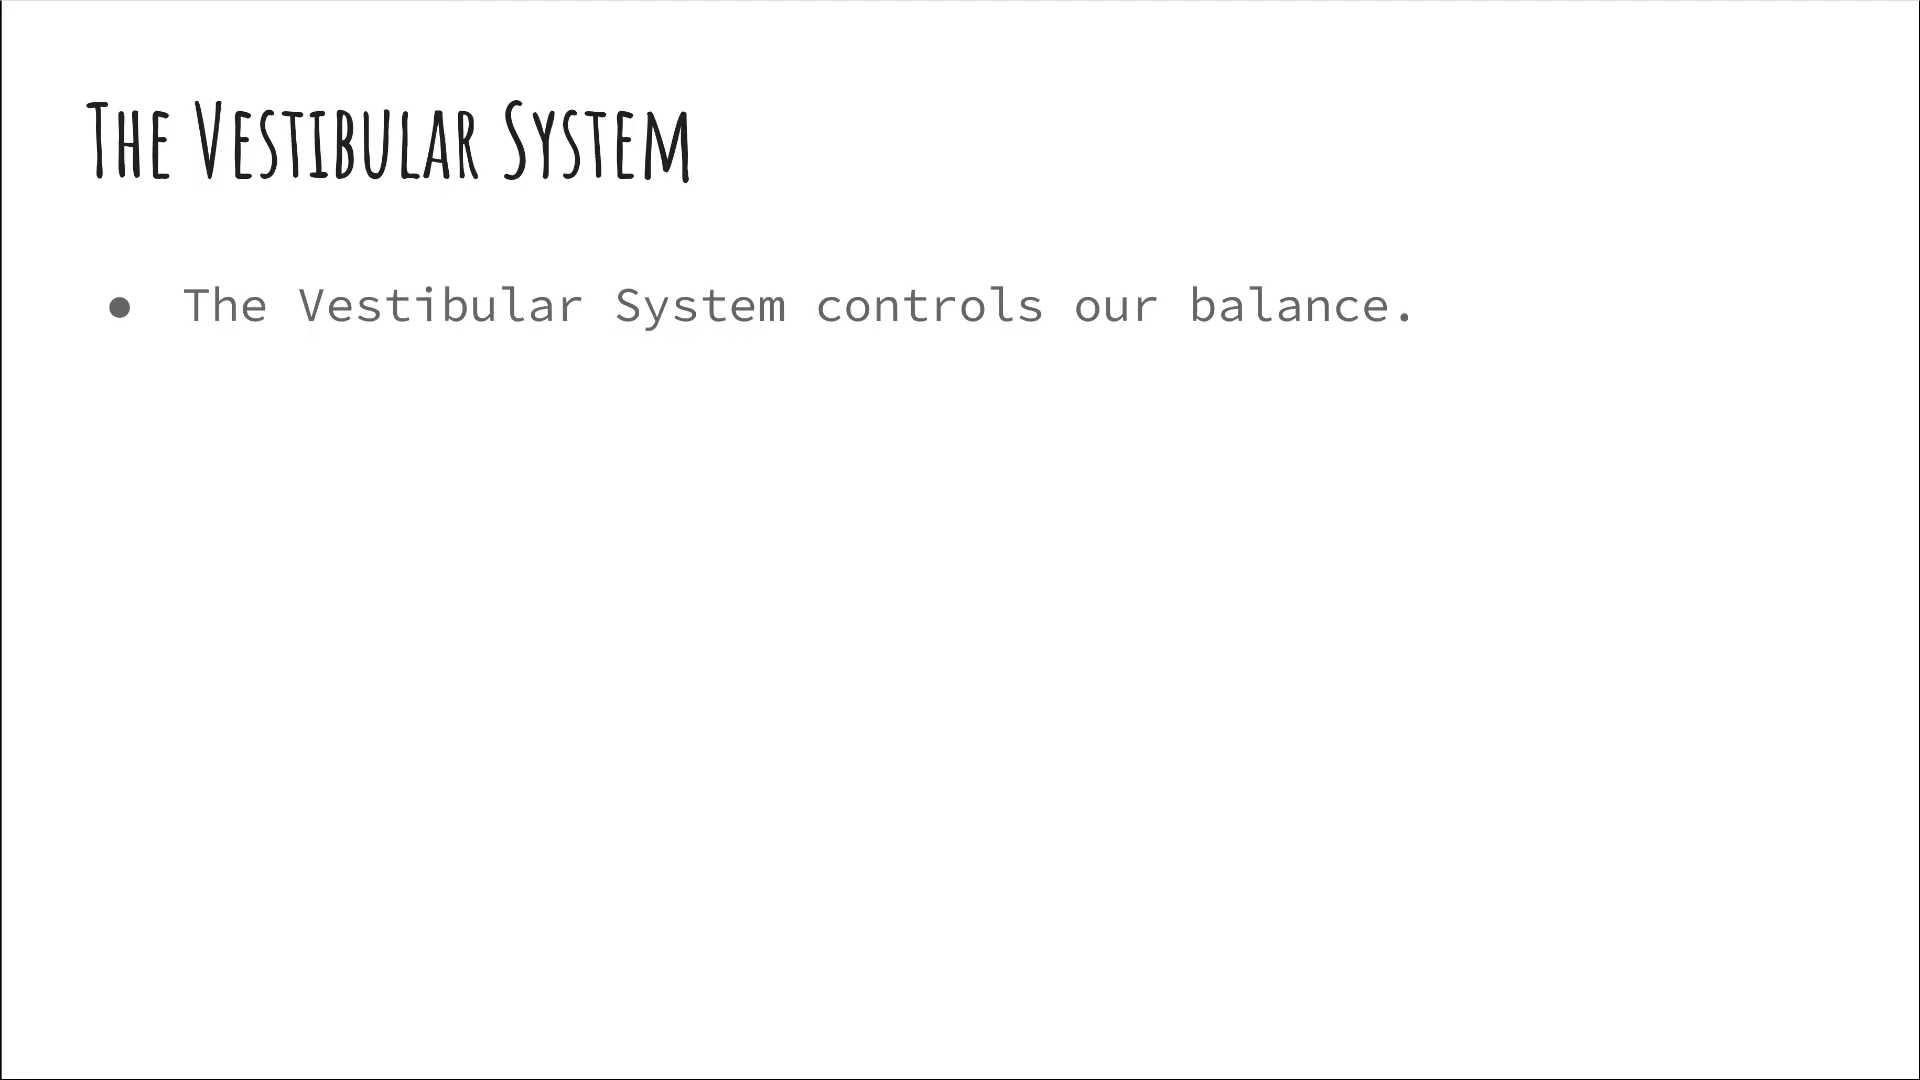 The Vestibular System
● The Vestibular System controls our balance.